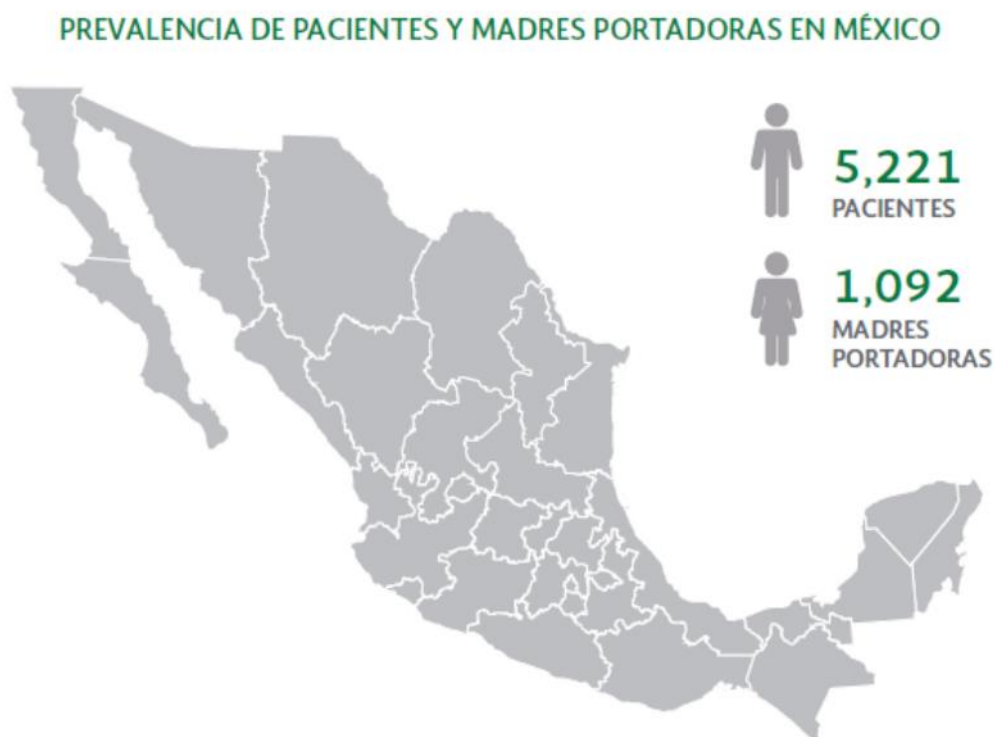 PREVALENCIA DE PACIENTES Y MADRES PORTADORAS EN MÉXICO
5,221
PACIENTES
1,092
MADRES
PORTADORAS